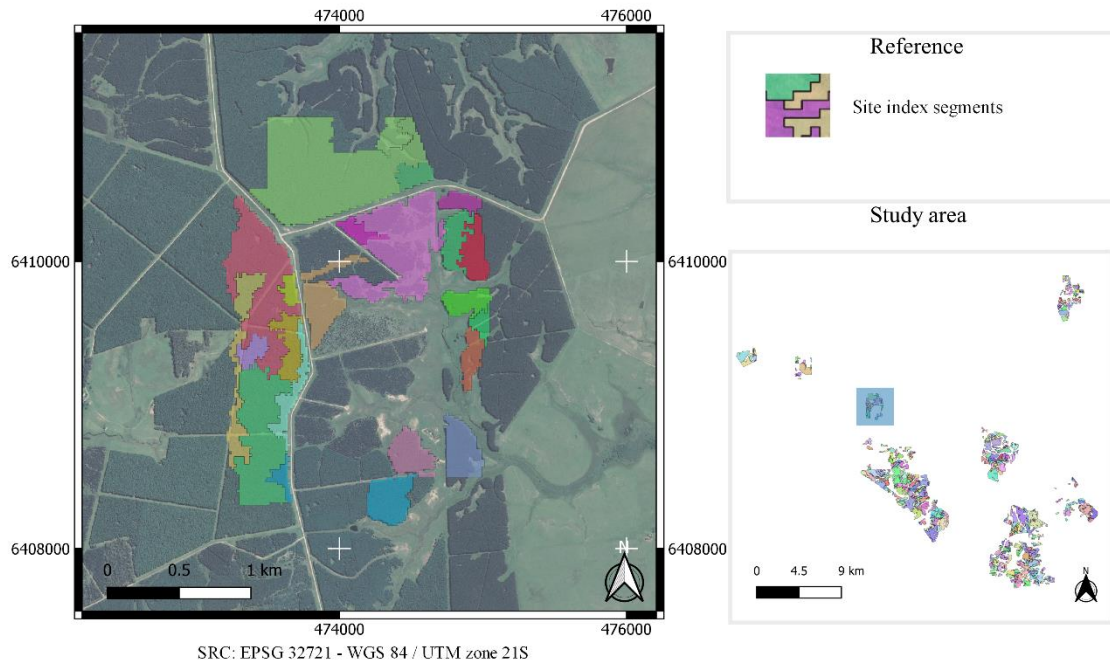 474000 476000
6410000 6410000
6408000 6408000
N
0 0.5 1 km
474000 476000
SRC: EPSG 32721 - WGS 84 / UTM zone 21S
Reference
Site index segments
Study area
0 4.5 9 km
N